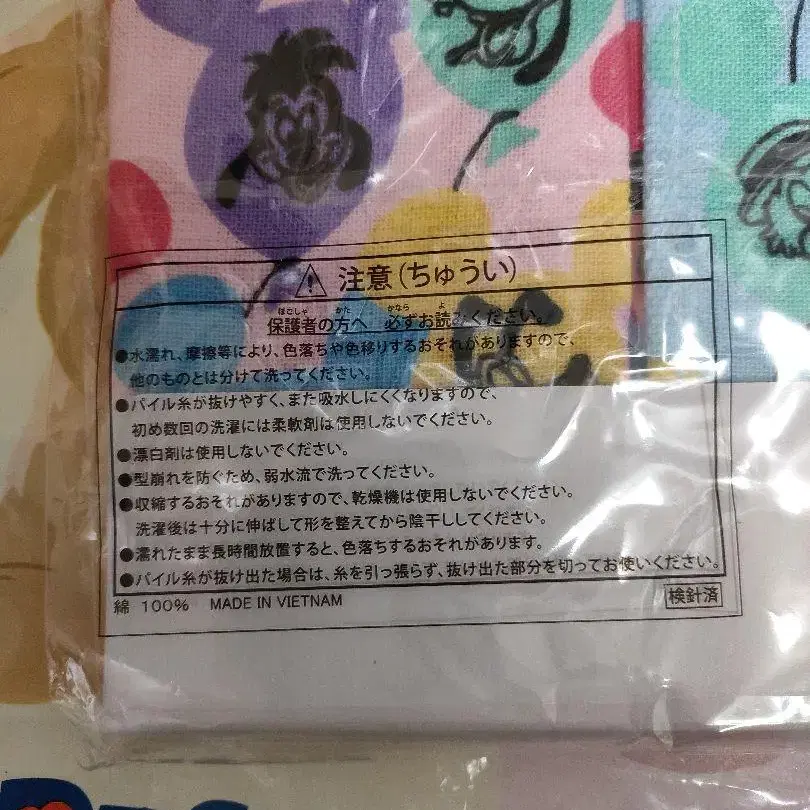 注意(ちゅうい)
保護者の方へ 必ずお読みください。
●水濡れ、摩擦等により、色落ちや色移りするおそれがありますので、
他のものとは分けて洗ってください。
●パイル糸が抜けやすく、また吸水しにくくなりますので、
初め数回の洗濯には柔軟剤は使用しないでください。
●漂白剤は使用しないでください。
●型崩れを防ぐため、弱水流で洗ってください。
●収縮するおそれがありますので、乾燥機は使用しないでください。
洗濯後は十分に伸ばして形を整えてから陰干ししてください。
●濡れたまま長時間放置すると、色落ちするおそれがあります。
●パイル糸が抜け出た場合は、糸を引っ張らず、抜け出た部分を切ってお使いください。
綿 100% MADE IN VIETNAM
検針済